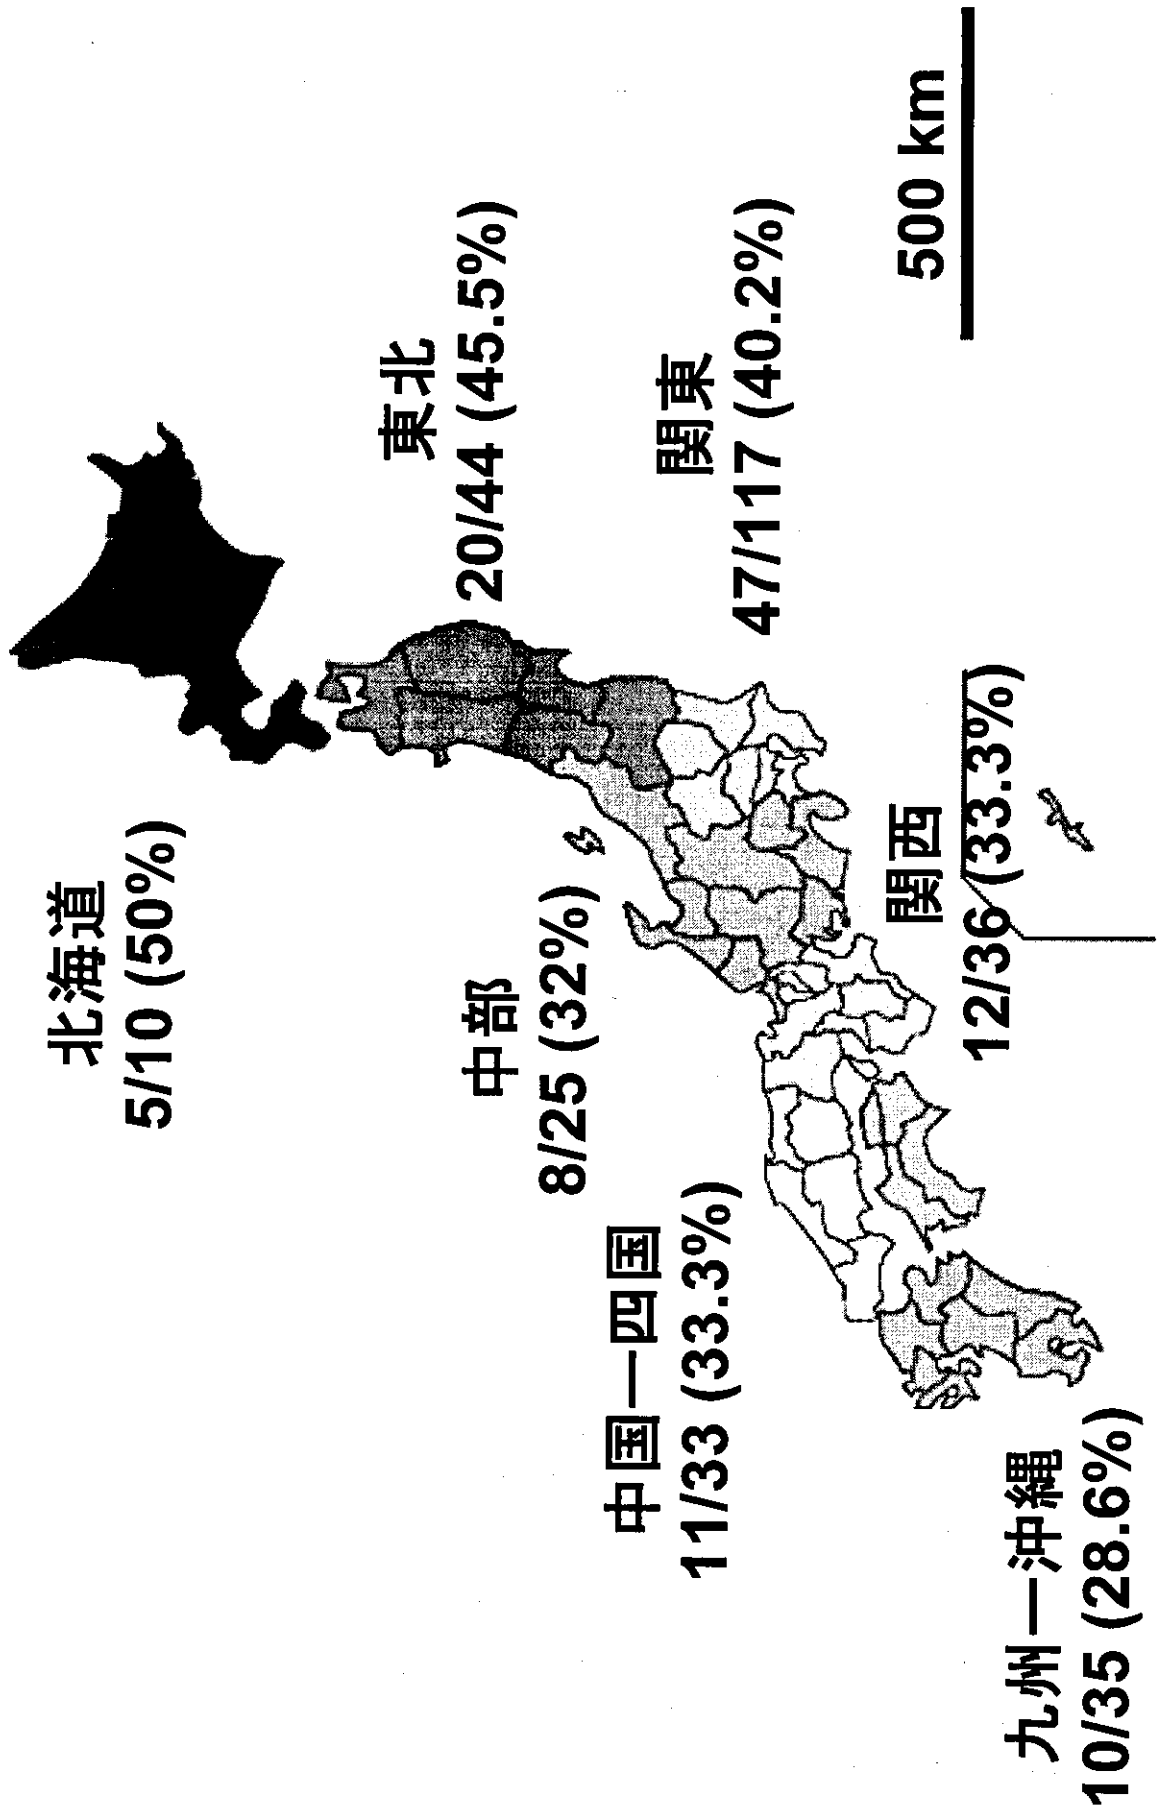 北海道
5/10 (50%)
東北
20/44 (45.5%)
中部
8/25 (32%)
関東
47/117 (40.2%)
中国ー四国
11/33 (33.3%)
関西
12/36 (33.3%)
500 km
九州ー沖縄
10/35 (28.6%)